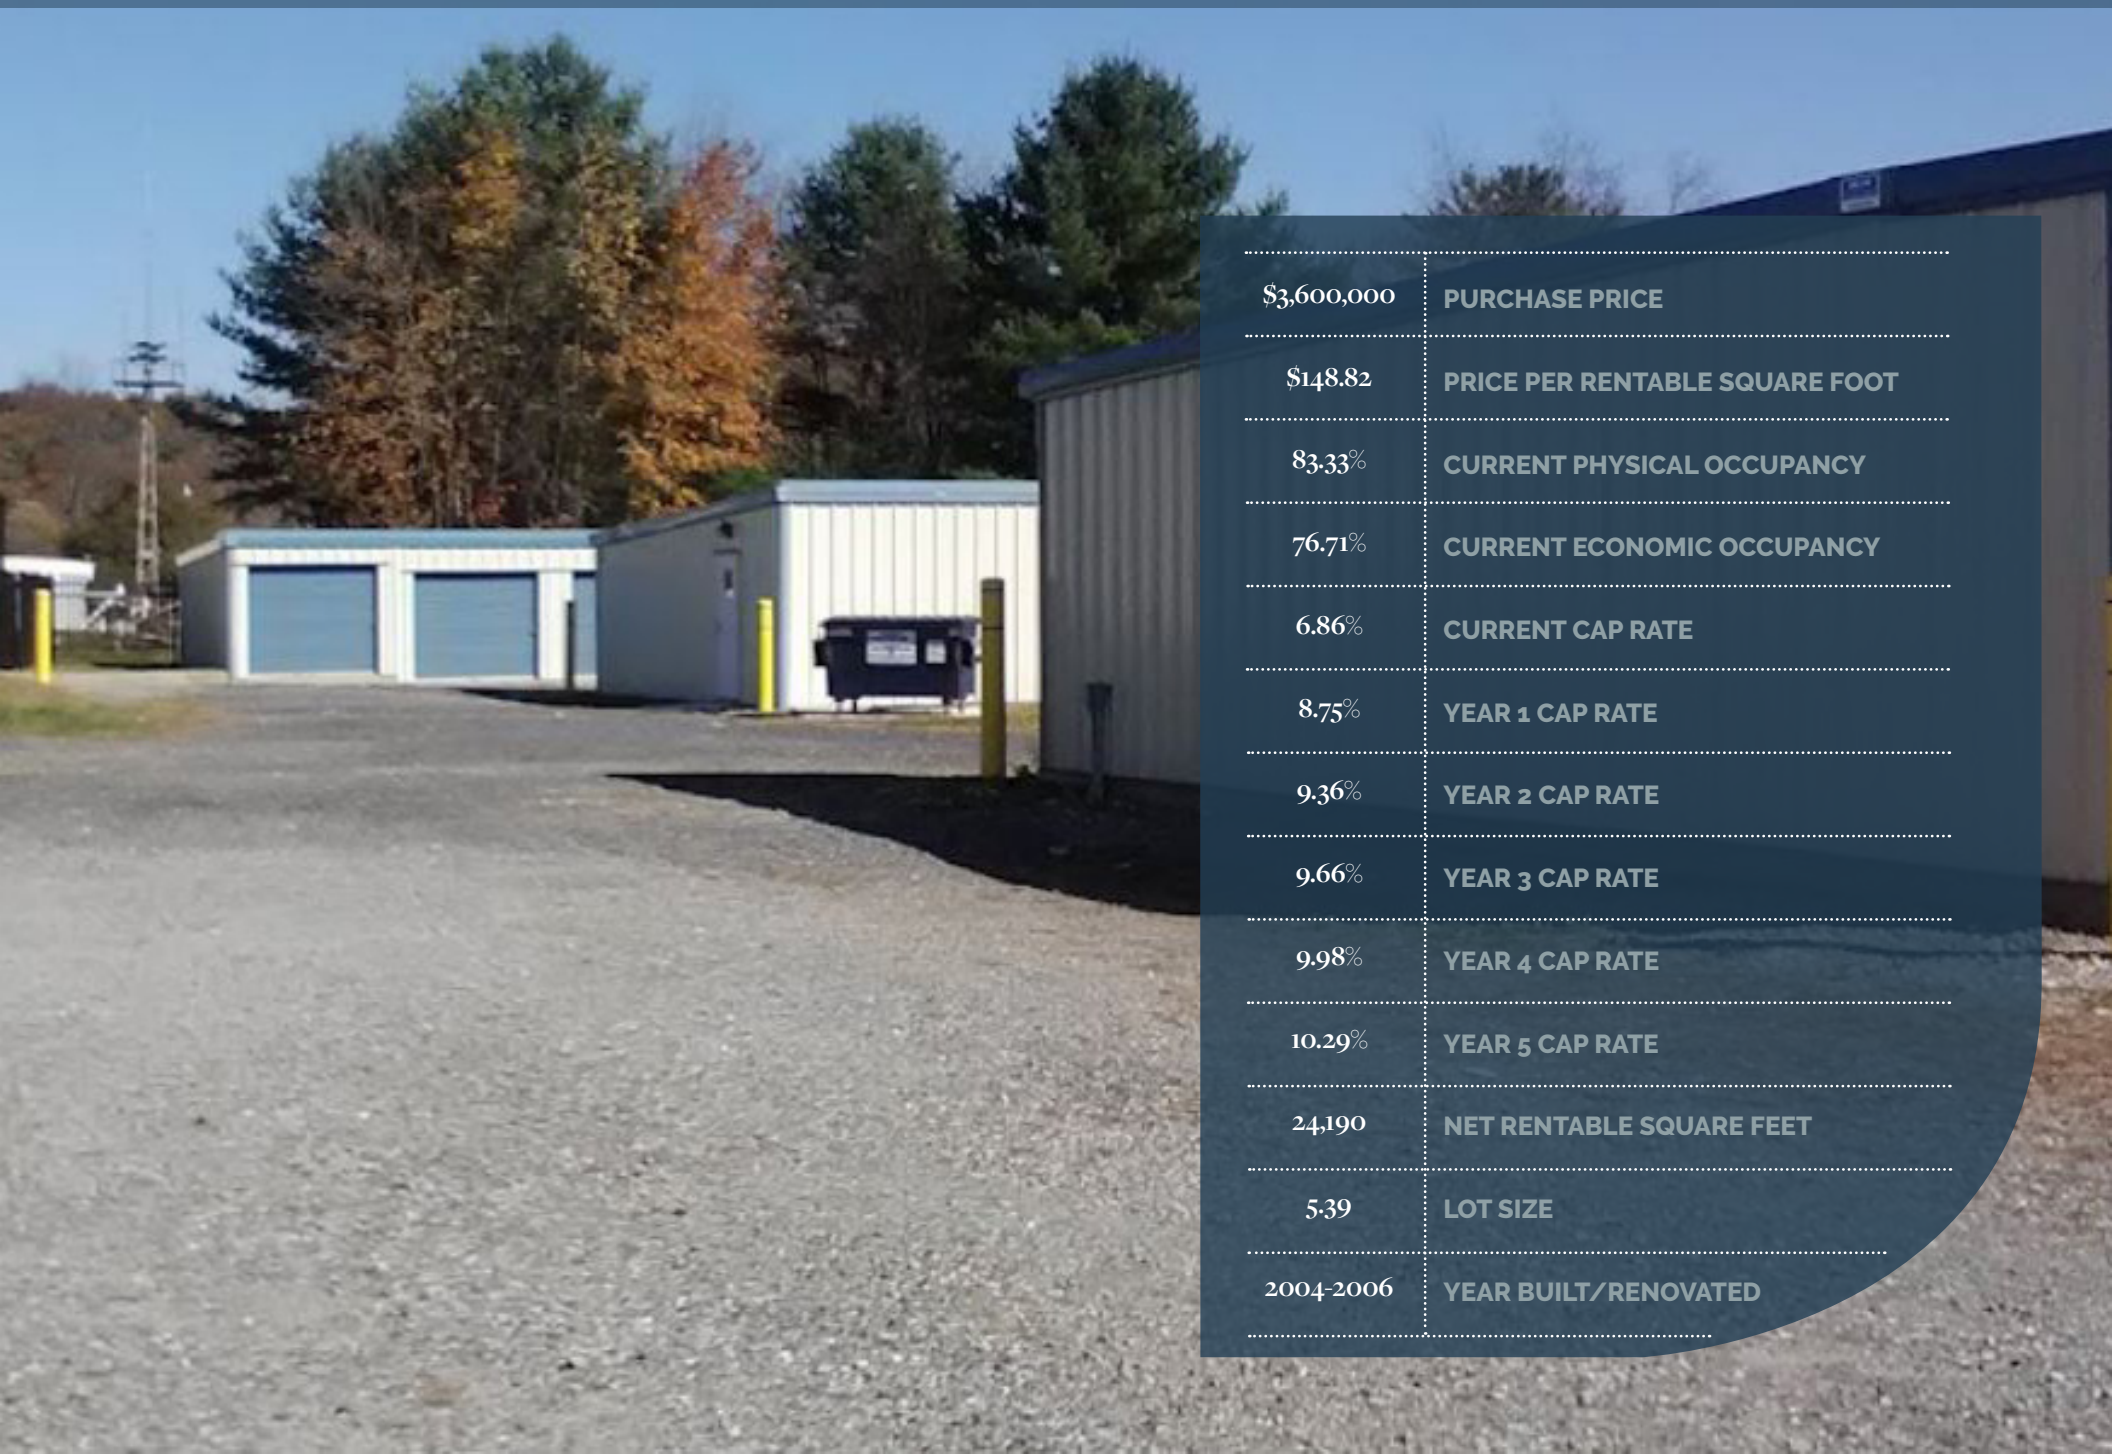 $3,600,000 PURCHASE PRICE
$148.82 PRICE PER RENTABLE SQUARE FOOT
83.33% CURRENT PHYSICAL OCCUPANCY
76.71% CURRENT ECONOMIC OCCUPANCY
6.86% CURRENT CAP RATE
8.75% YEAR 1 CAP RATE
9.36% YEAR 2 CAP RATE
9.66% YEAR 3 CAP RATE
9.98% YEAR 4 CAP RATE
10.29% YEAR 5 CAP RATE
24,190 NET RENTABLE SQUARE FEET
5.39 LOT SIZE
2004-2006 YEAR BUILT/RENOVATED